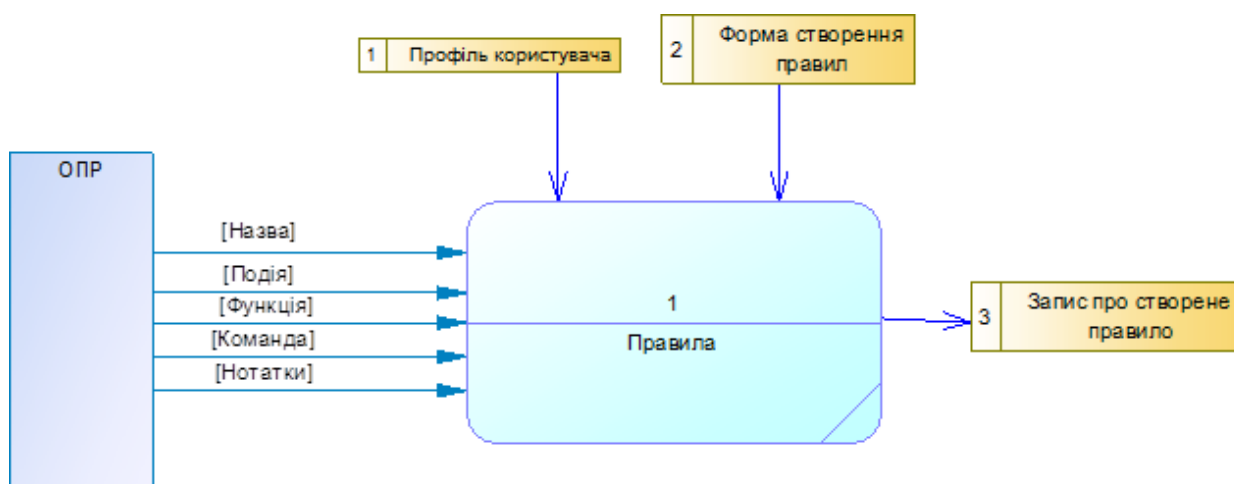 1 Профіль користувача
2 Форма створення
правил
ОПР
[Назва]
[Подія]
[Функція]
[Команда]
[Нотатки]
1
Правила
3 Запис про створене
правило